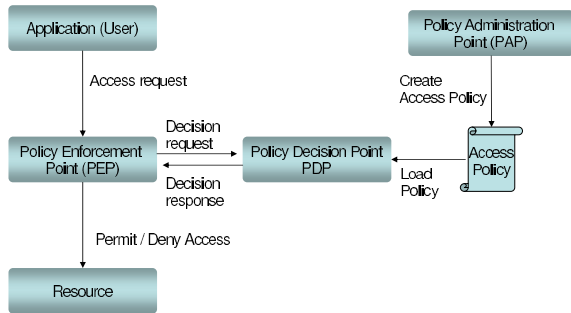 Application (User)
Policy Administration
Point (PAP)
Access request
Create
Access Policy
Policy Enforcement
Point (PEP)
Decision
request
Decision
response
Policy Decision Point
PDP
Load
Policy
Access
Policy
Permit / Deny Access
Resource